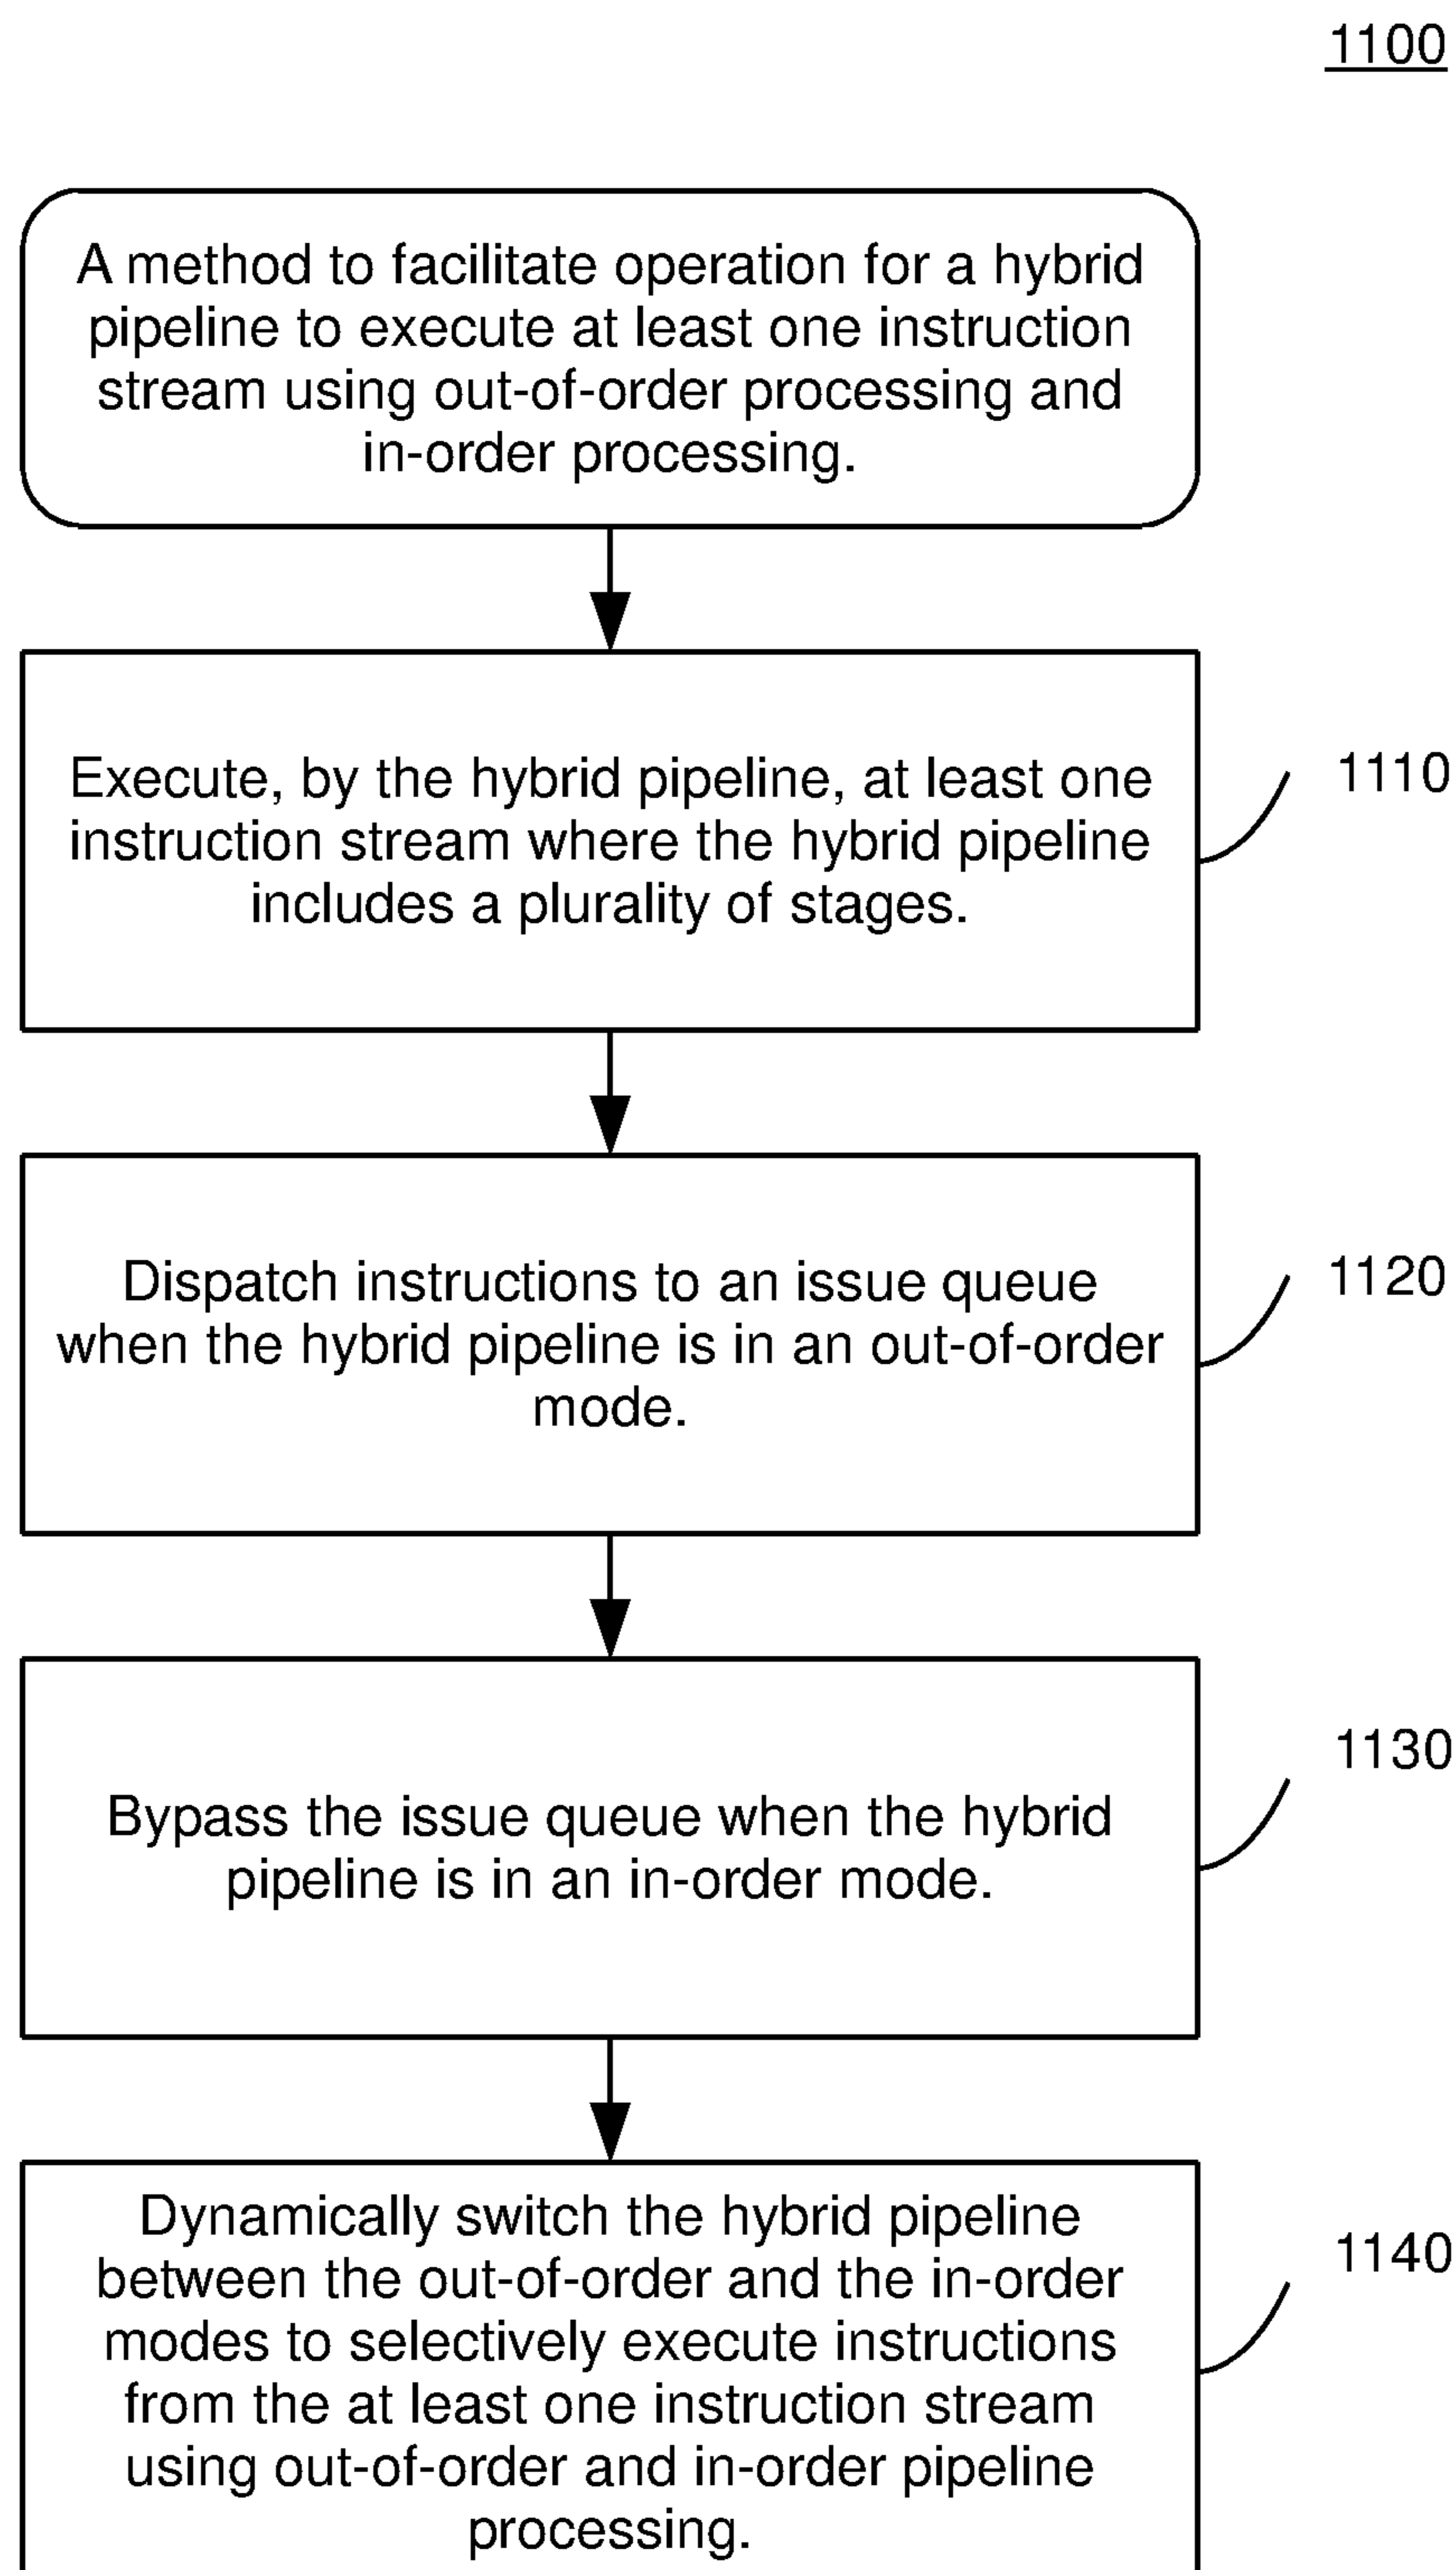 1100
A method to facilitate operation for a hybrid
pipeline to execute at least one instruction
stream using out-of-order processing and
in-order processing.
Execute, by the hybrid pipeline, at least one
instruction stream where the hybrid pipeline
includes a plurality of stages.
1110
Dispatch instructions to an issue queue
when the hybrid pipeline is in an out-of-order
mode.
1120
Bypass the issue queue when the hybrid
pipeline is in an in-order mode.
1130
Dynamically switch the hybrid pipeline
between the out-of-order and the in-order
modes to selectively execute instructions
from the at least one instruction stream
using out-of-order and in-order pipeline
processing.
1140